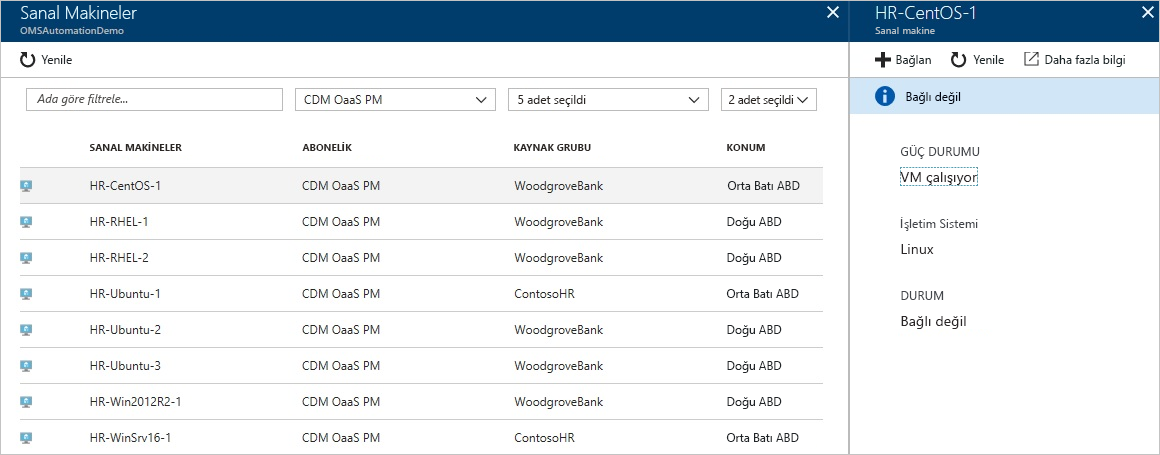 Sanal Makineler
OMSAutomationDemo
Yenile
Ada göre filtrele...
CDM OaaS PM
5 adet seçildi
2 adet seçildi
SANAL MAKİNELER ABONELİK KAYNAK GRUBU KONUM
HR-CentOS-1 CDM OaaS PM WoodgroveBank Orta Batı ABD
HR-RHEL-1 CDM OaaS PM WoodgroveBank Doğu ABD
HR-RHEL-2 CDM OaaS PM WoodgroveBank Doğu ABD
HR-Ubuntu-1 CDM OaaS PM ContosoHR Orta Batı ABD
HR-Ubuntu-2 CDM OaaS PM WoodgroveBank Doğu ABD
HR-Ubuntu-3 CDM OaaS PM WoodgroveBank Doğu ABD
HR-Win2012R2-1 CDM OaaS PM WoodgroveBank Doğu ABD
HR-WinSrv16-1 CDM OaaS PM ContosoHR Orta Batı ABD
HR-CentOS-1
Sanal makine
Bağlan Yenile Daha fazla bilgi
Bağlı değil
GÜÇ DURUMU
VM çalışıyor
İşletim Sistemi
Linux
DURUM
Bağlı değil